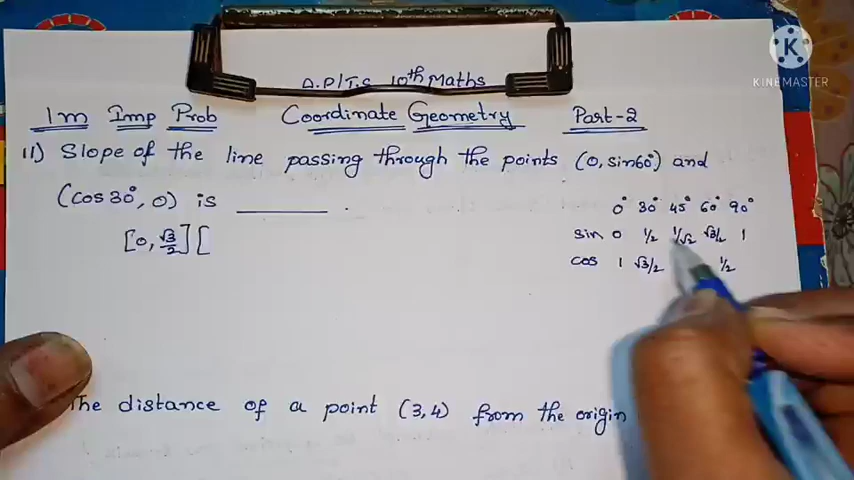 A.P/T.S 10th Maths
1m Imp Prob Coordinate Geometry Part-2
11) Slope of the line passing through the points (0, sin60°) and
(cos30°, 0) is ________ .
0° 30° 45° 60° 90°
sin 0 1/2 1/√2 √3/2 1
cos 1 √3/2 1/2
[0, √3/2] [
The distance of a point (3,4) from the origin
K
KINEMASTER